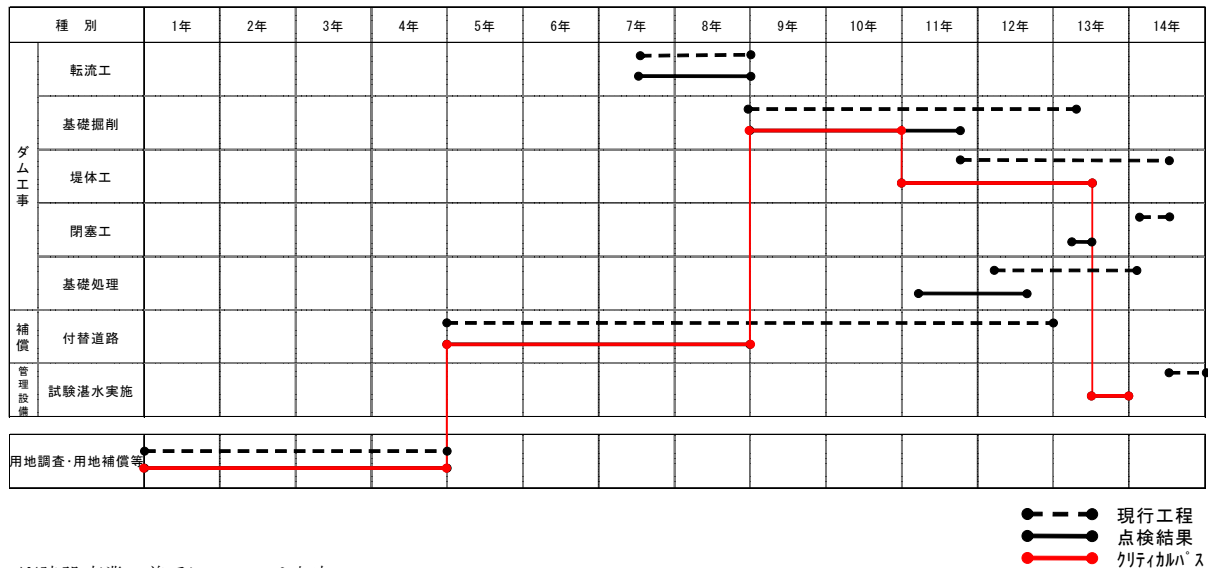 種 別 1年 2年 3年 4年 5年 6年 7年 8年 9年 10年 11年 12年 13年 14年
ダム工事
転流工
基礎掘削
堤体工
閉塞工
基礎処理
補償
付替道路
管理設備
試験湛水実施
用地調査・用地補償等
現行工程
点検結果
クリティカルパス